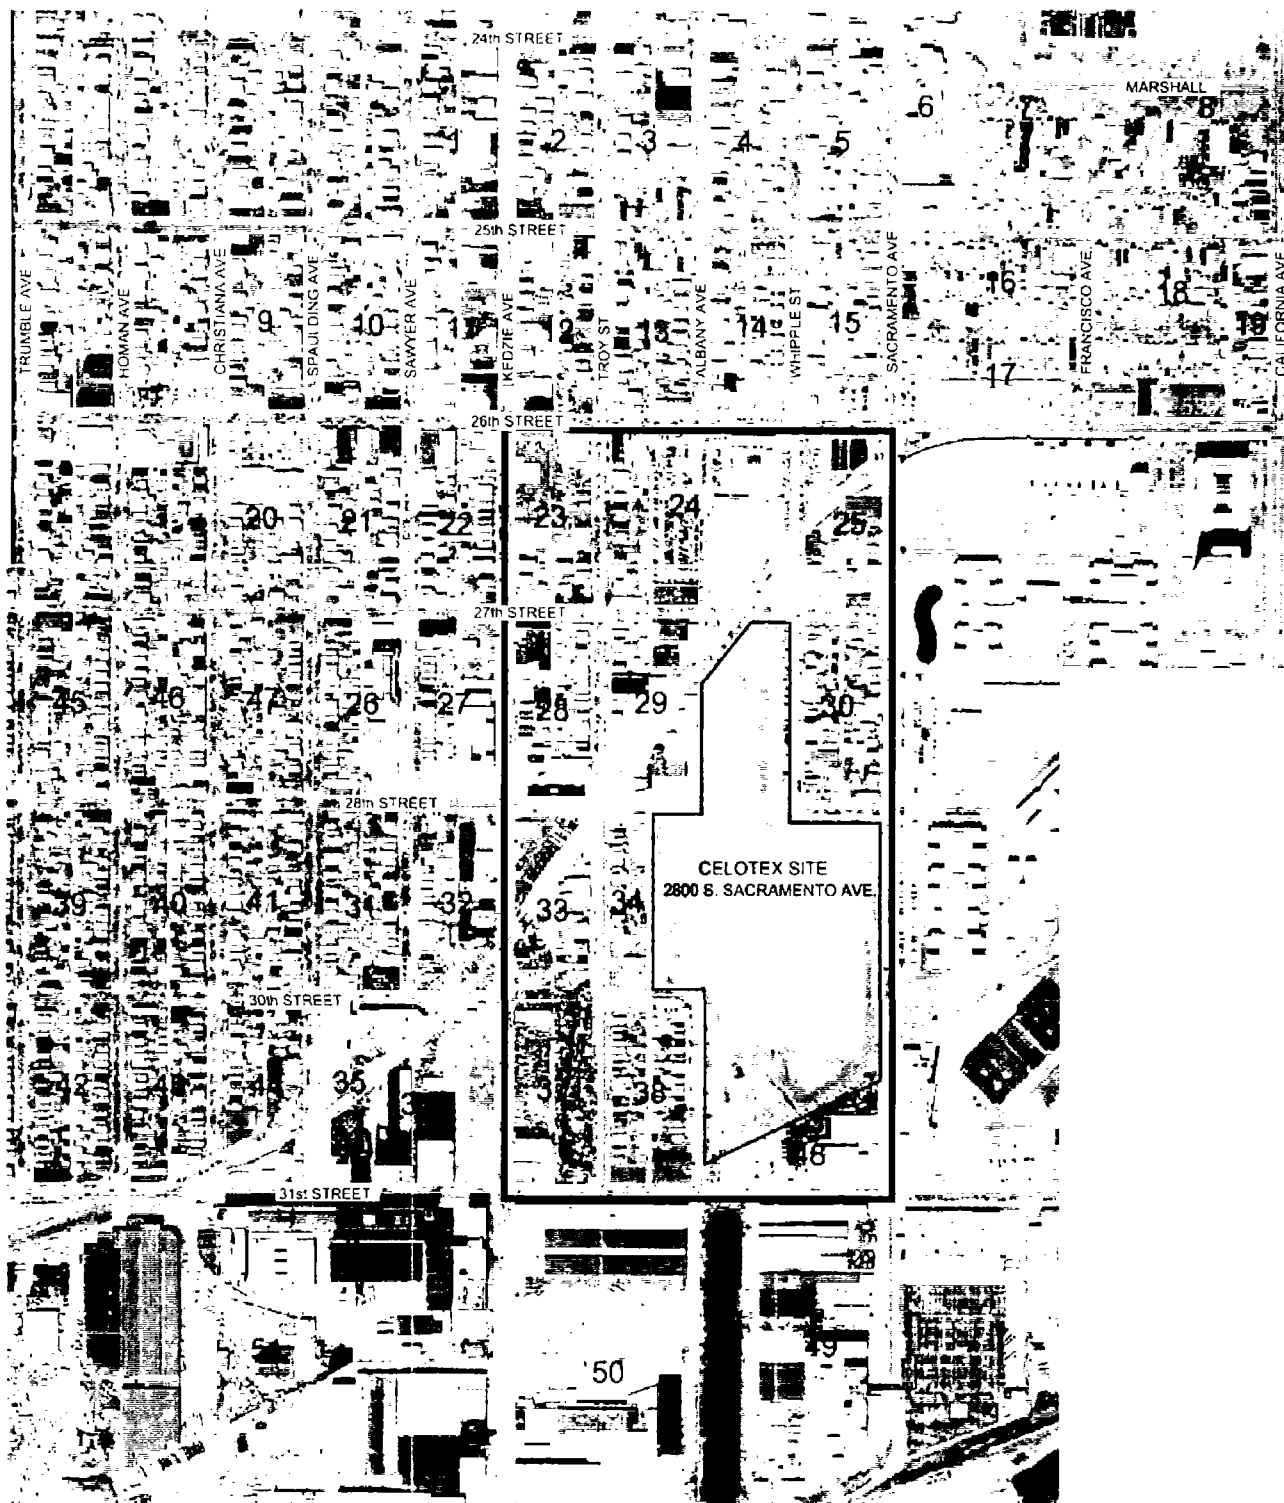 24th STREET
MARSHALL
6
7
8
1
2
3
4
5
25th STREET
TRUMBLE AVE
HOMAN AVE
CHRISTIANA AVE
SPAULDING AVE
SAWYER AVE
KEDZIE AVE
TROY ST
ALBANY AVE
WHIPPLE ST
SACRAMENTO AVE
FRANCISCO AVE
CALIFORNIA AVE
16
18
9
10
11
12
13
14
15
19
17
26th STREET
20
21
22
23
24
25
27th STREET
45
46
47
26
27
28
29
30
28th STREET
CELOTEX SITE
2800 S. SACRAMENTO AVE.
39
40
41
31
32
33
34
30th STREET
35
38
31st STREET
50